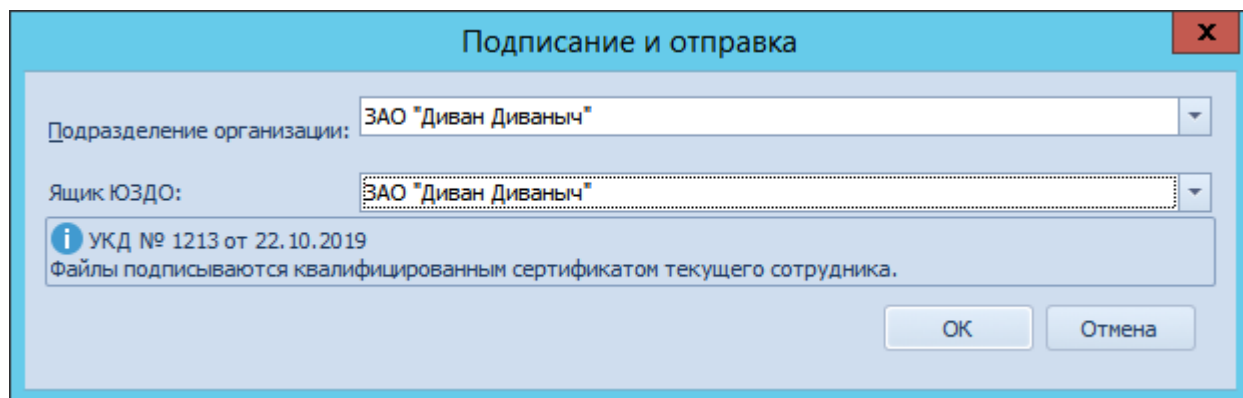 Подписание и отправка
x
Подразделение организации: ЗАО "Диван Диваныч"
Ящик ЮЗДО: ЗАО "Диван Диваныч"
i УКД № 1213 от 22.10.2019
Файлы подписываются квалифицированным сертификатом текущего сотрудника.
ОК Отмена